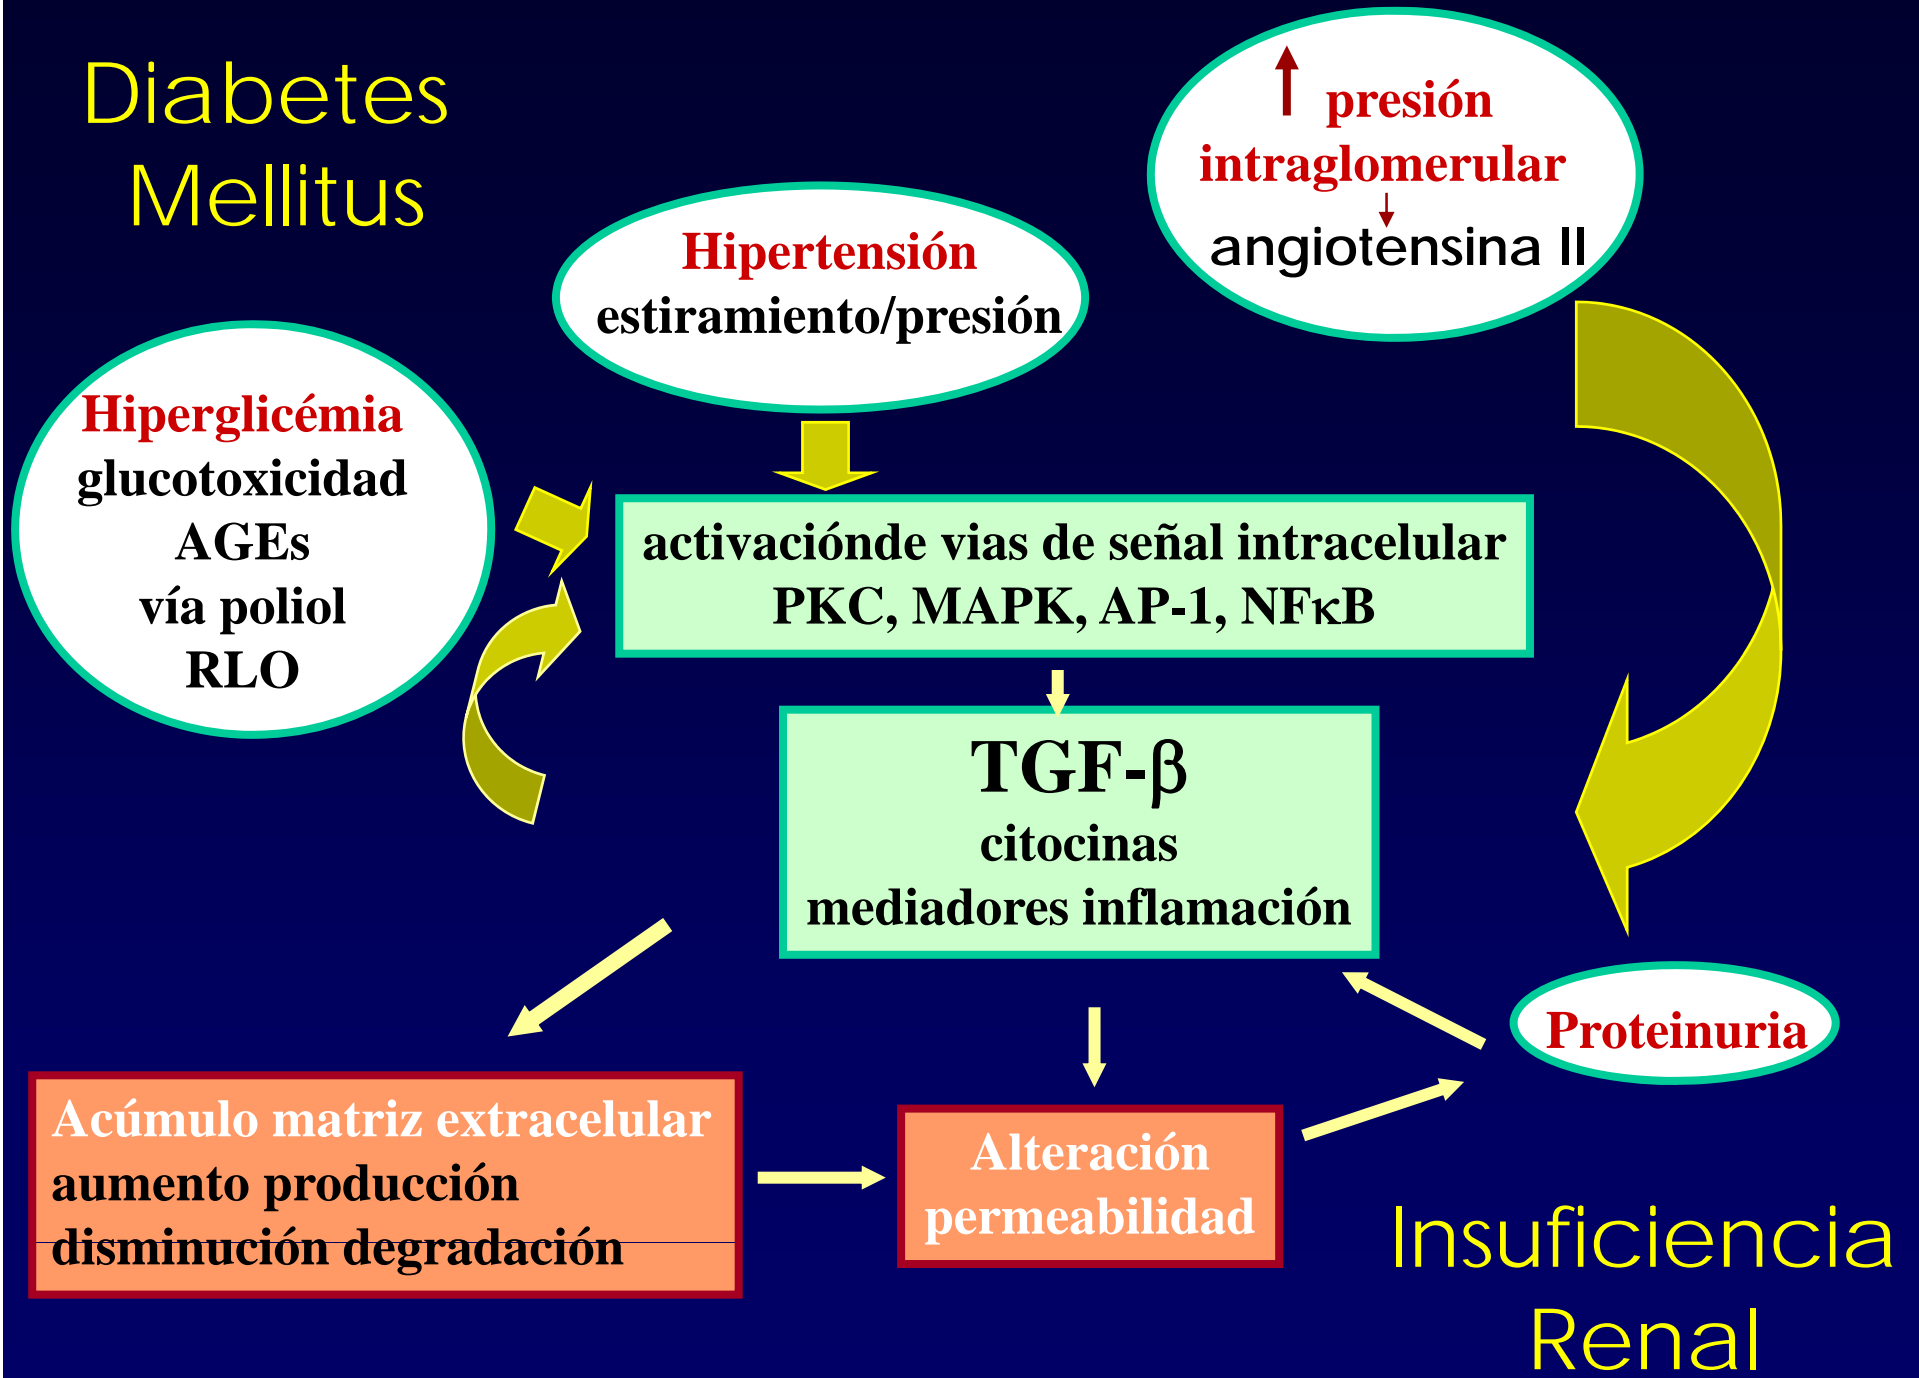 Diabetes
Mellitus
presión
intraglomerular
angiotensina II
Hipertensión
estiramiento/presión
Hiperglicémia
glucotoxicidad
AGEs
vía poliol
RLO
activaciónde vias de señal intracelular
PKC, MAPK, AP-1, NFκB
TGF-β
citocinas
mediadores inflamación
Proteinuria
Acúmulo matriz extracelular
aumento producción
disminución degradación
Alteración
permeabilidad
Insuficiencia
Renal